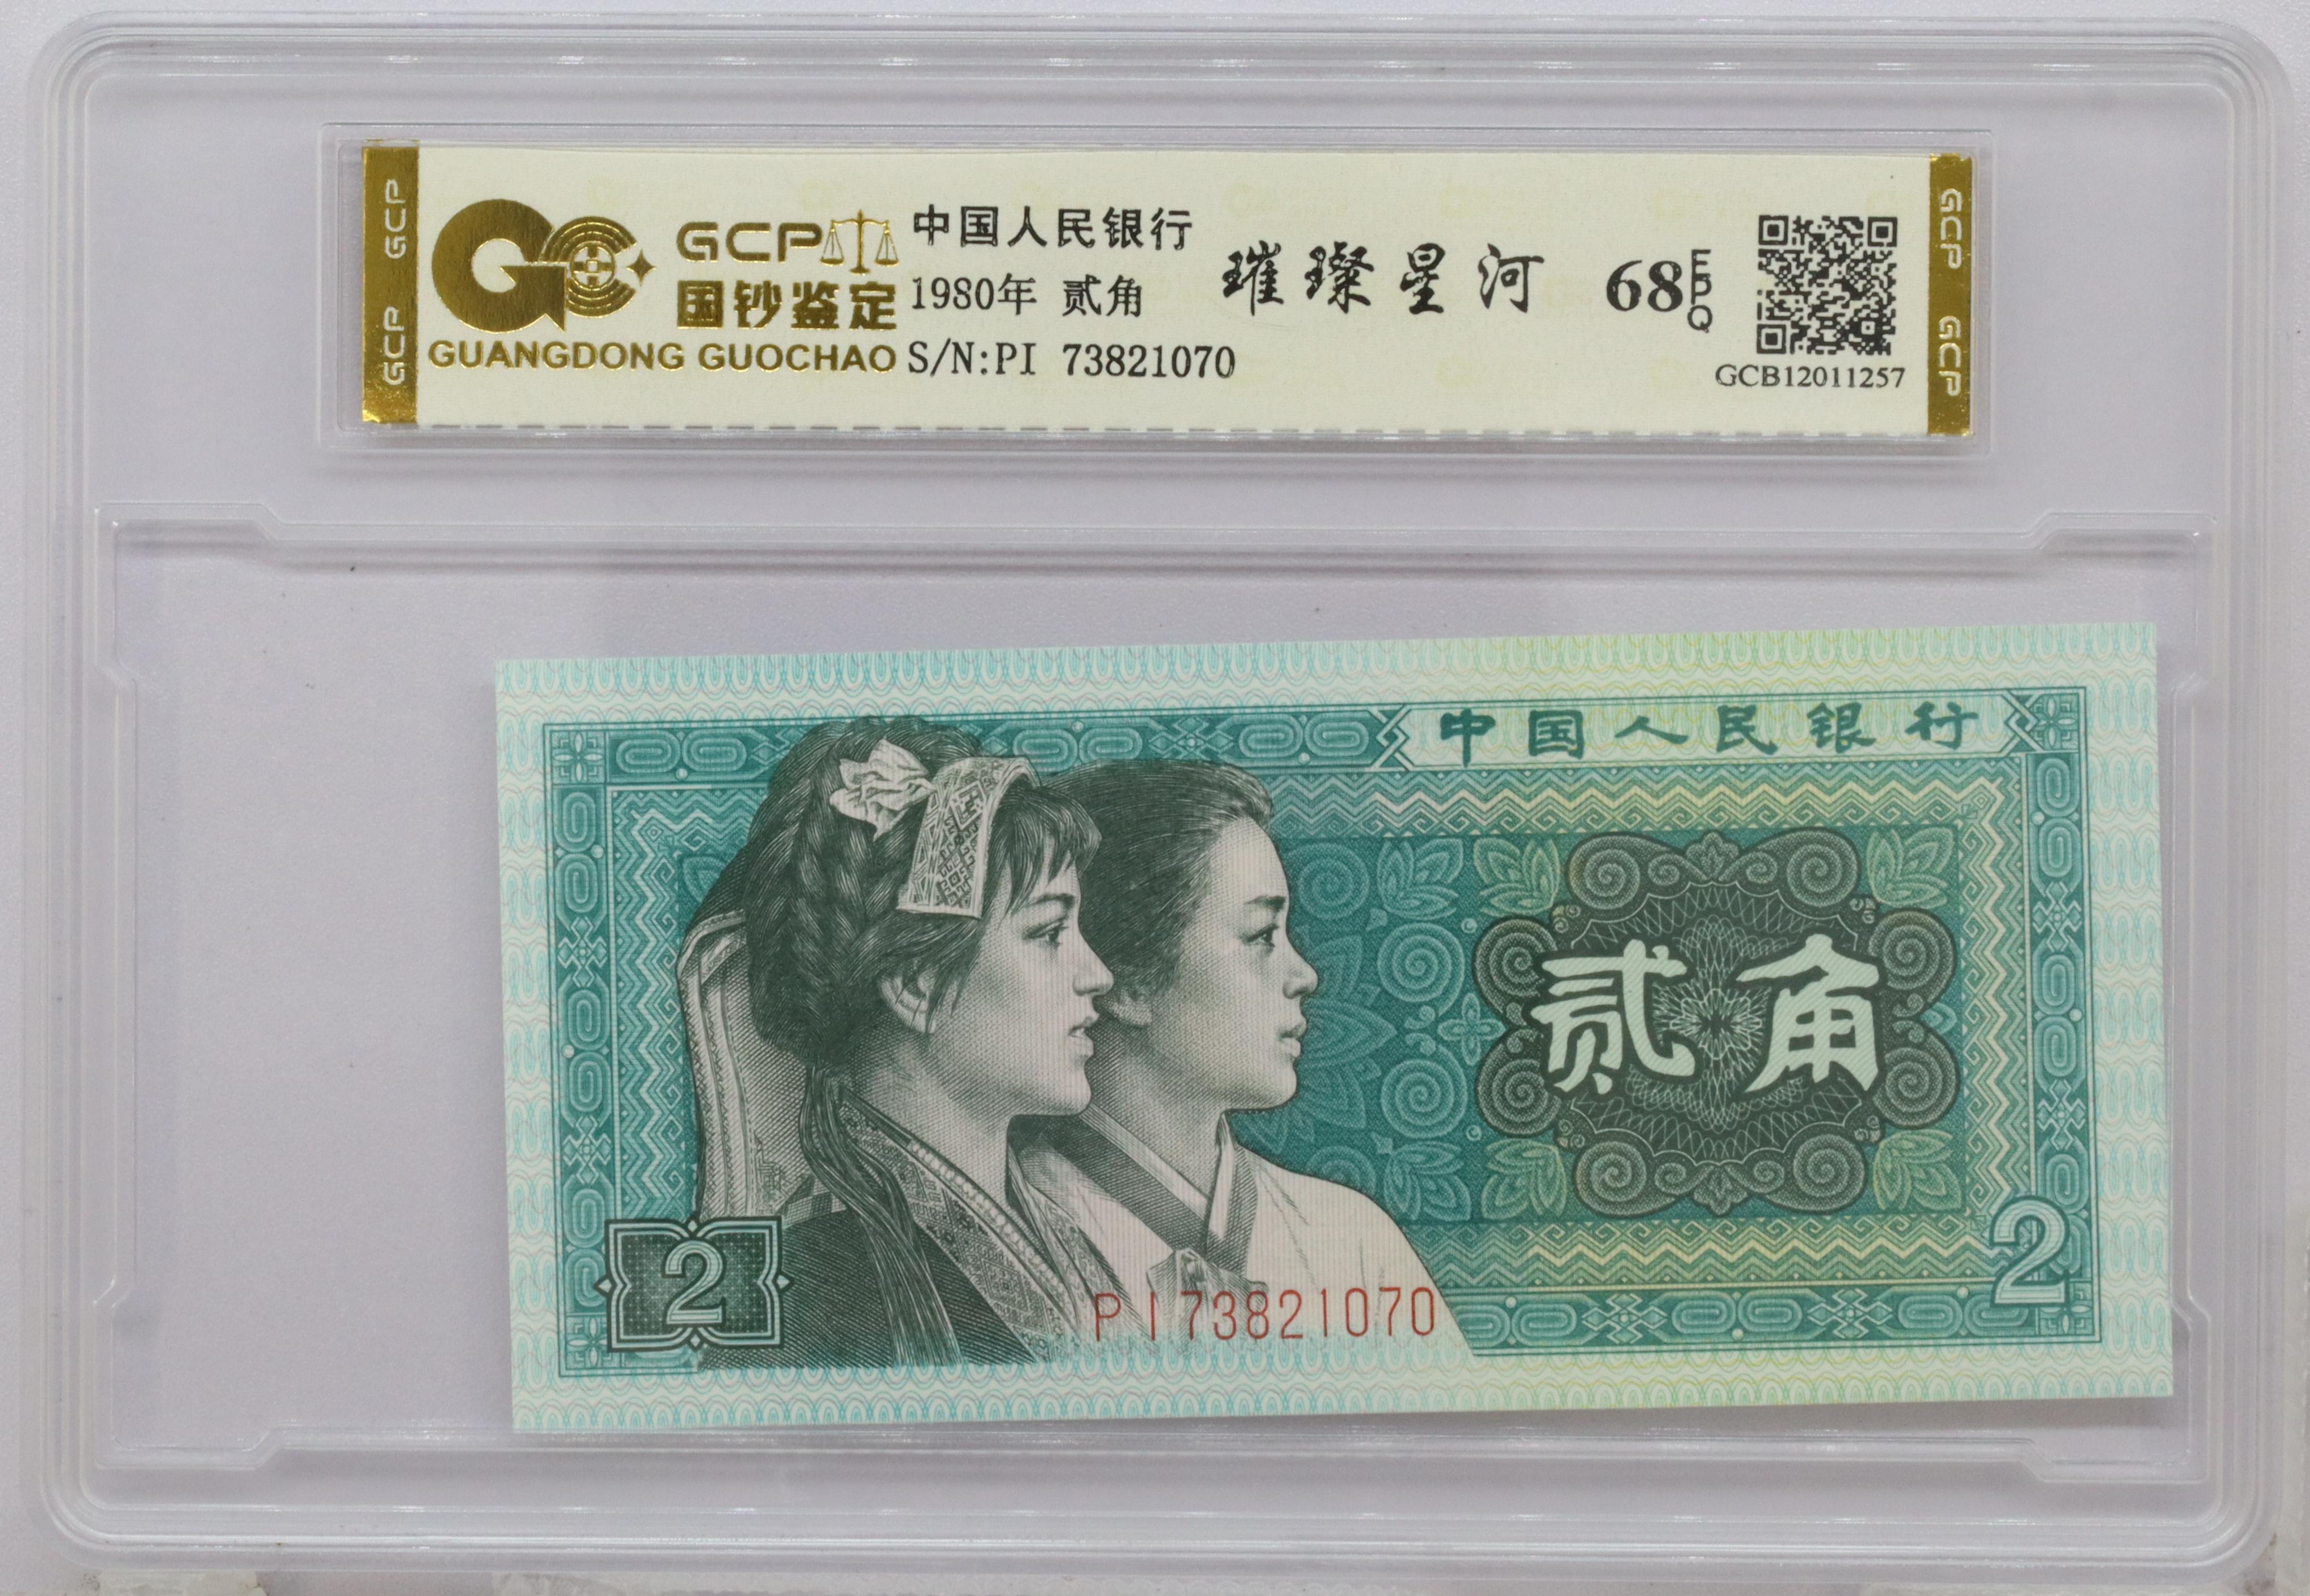 GCP GCP
GCP
国钞鉴定
GUANGDONG GUOCHAO
中国人民银行
1980年 贰角
S/N:PI 73821070
璀璨星河
68 EPQ
GCB12011257
GCP GCP
中国人民银行
贰角
2
2
PI73821070